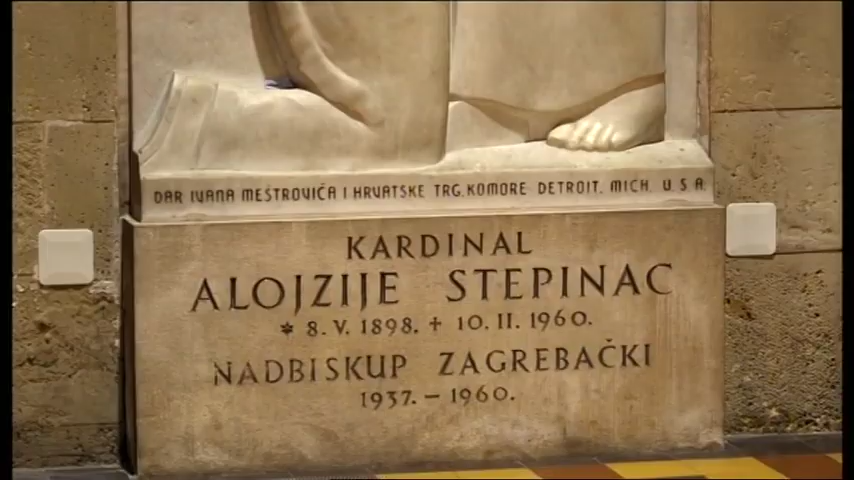 DAR IVANA MEŠTROVIĆA I HRVATSKE TRG. KOMORE DETROIT MICH. U.S.A.
KARDINAL
ALOJZIJE STEPINAC
* 8.V. 1898. + 10.II. 1960.
NADBISKUP ZAGREBAČKI
1937. – 1960.